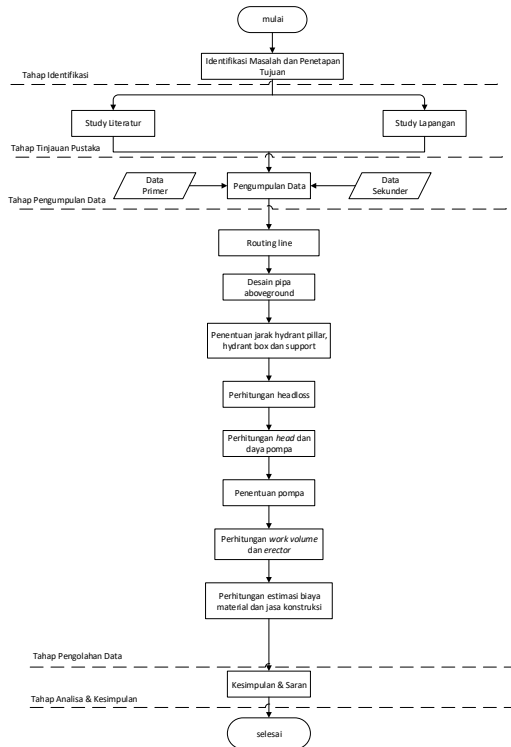 mulai
Identifikasi Masalah dan Penetapan
Tujuan
Tahap Identifikasi
Study Literatur
Study Lapangan
Tahap Tinjauan Pustaka
Data
Primer
Pengumpulan Data
Data
Sekunder
Tahap Pengumpulan Data
Routing line
Desain pipa
aboveground
Penentuan jarak hydrant pillar,
hydrant box dan support
Perhitungan headloss
Perhitungan head dan
daya pompa
Penentuan pompa
Perhitungan work volume
dan erector
Perhitungan estimasi biaya
material dan jasa konstruksi
Tahap Pengolahan Data
Kesimpulan & Saran
Tahap Analisa & Kesimpulan
selesai